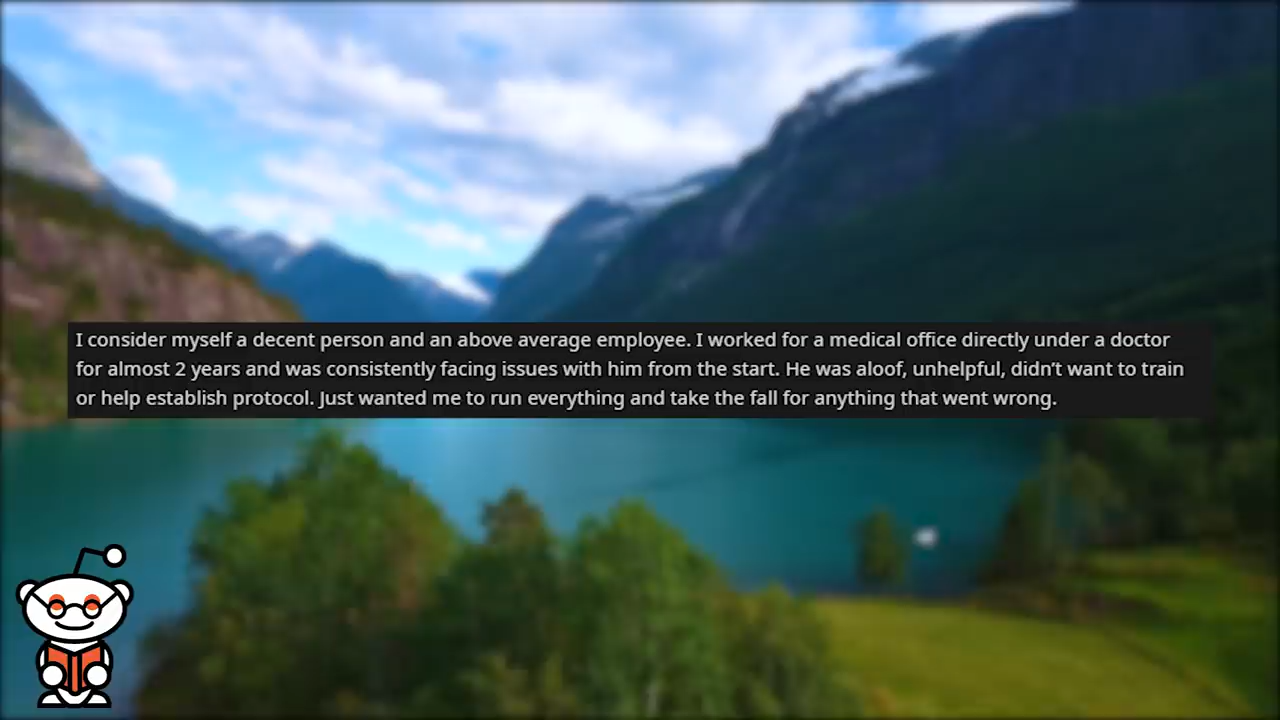 I consider myself a decent person and an above average employee. I worked for a medical office directly under a doctor
for almost 2 years and was consistently facing issues with him from the start. He was aloof, unhelpful, didn’t want to train
or help establish protocol. Just wanted me to run everything and take the fall for anything that went wrong.